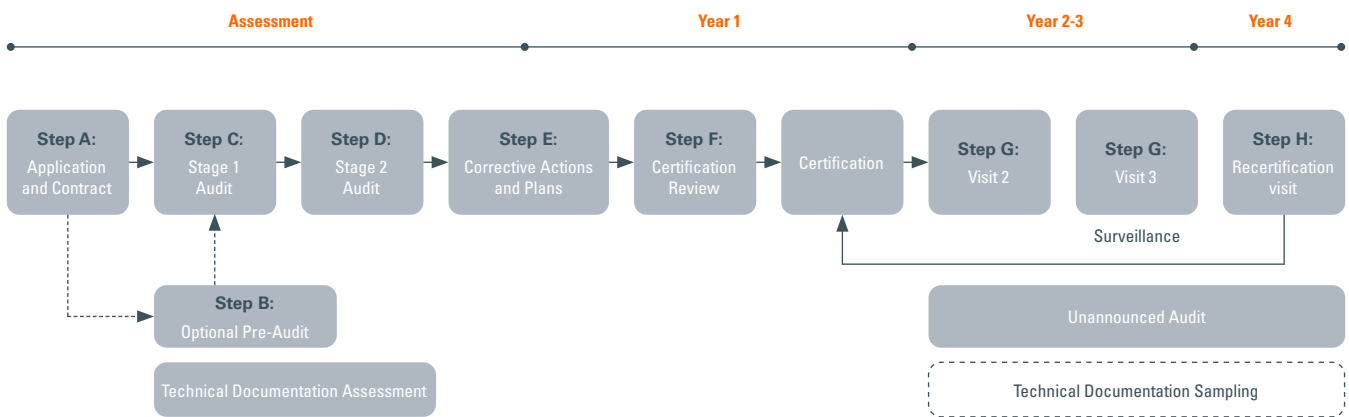 Assessment
Year 1
Year 2-3
Year 4
Step A:
Application
and Contract
Step C:
Stage 1
Audit
Step D:
Stage 2
Audit
Step E:
Corrective Actions
and Plans
Step F:
Certification
Review
Certification
Step G:
Visit 2
Step G:
Visit 3
Step H:
Recertification
visit
Surveillance
Step B:
Optional Pre-Audit
Unannounced Audit
Technical Documentation Assessment
Technical Documentation Sampling